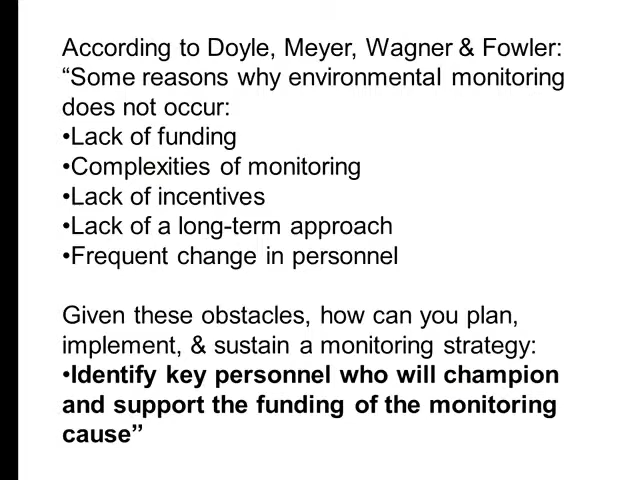 According to Doyle, Meyer, Wagner & Fowler:
“Some reasons why environmental monitoring
does not occur:
•Lack of funding
•Complexities of monitoring
•Lack of incentives
•Lack of a long-term approach
•Frequent change in personnel
Given these obstacles, how can you plan,
implement, & sustain a monitoring strategy:
•Identify key personnel who will champion
and support the funding of the monitoring
cause”